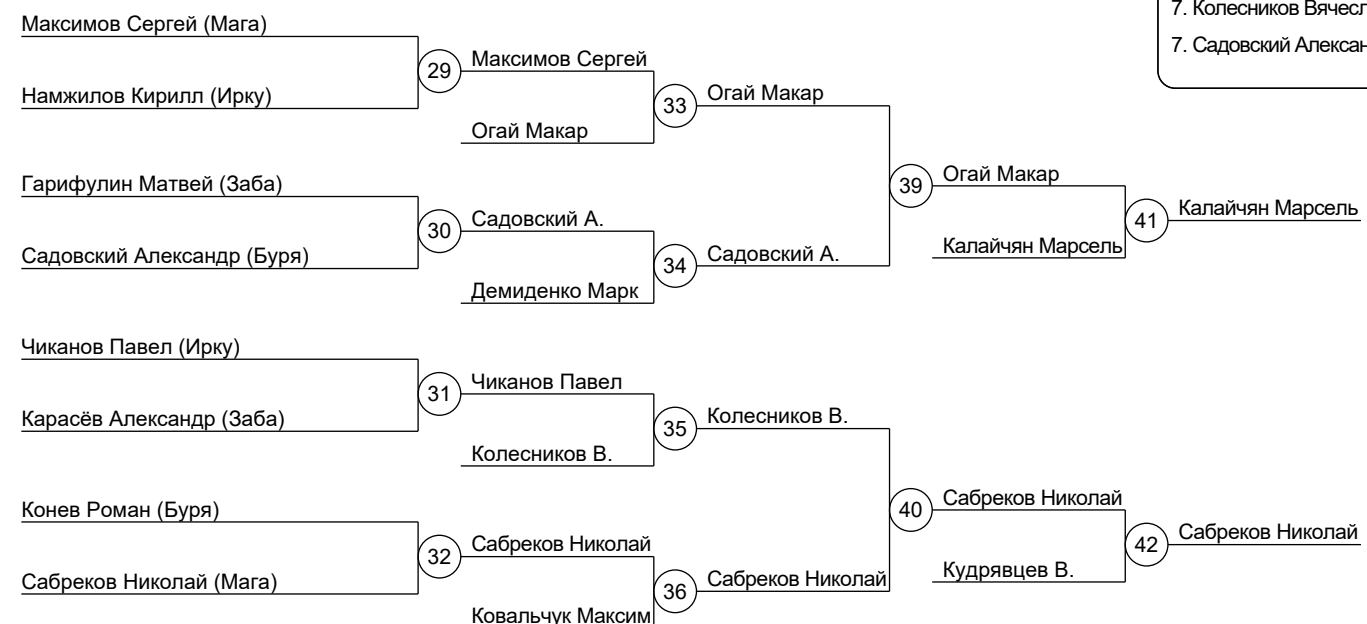 7. Колесников Вячесл
7. Садовский Алексан
Максимов Сергей (Мага)
29
Максимов Сергей
Намжилов Кирилл (Ирку)
33
Огай Макар
Огай Макар
Гарифулин Матвей (Заба)
39
Огай Макар
30
Садовский А.
41
Калайчян Марсель
Садовский Александр (Буря)
34
Садовский А.
Калайчян Марсель
Демиденко Марк
Чиканов Павел (Ирку)
31
Чиканов Павел
Карасёв Александр (Заба)
35
Колесников В.
Колесников В.
Конев Роман (Буря)
40
Сабреков Николай
32
Сабреков Николай
42
Сабреков Николай
Сабреков Николай (Мага)
36
Сабреков Николай
Кудрявцев В.
Ковальчук Максим